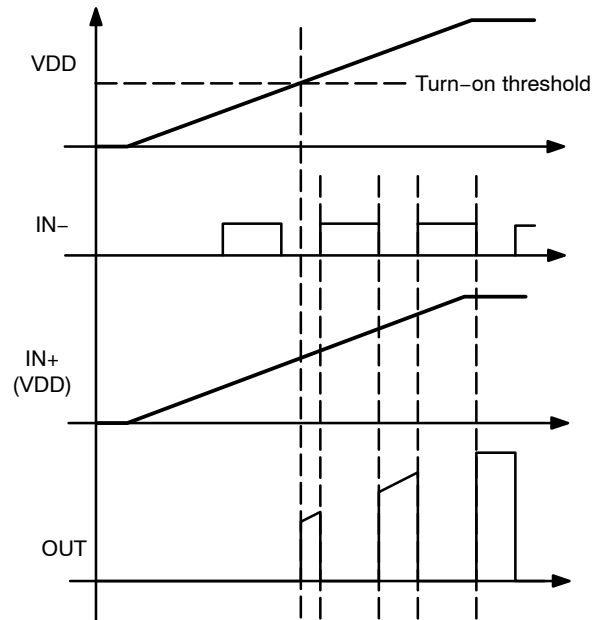 VDD
Turn−on threshold
IN−
IN+
(VDD)
OUT